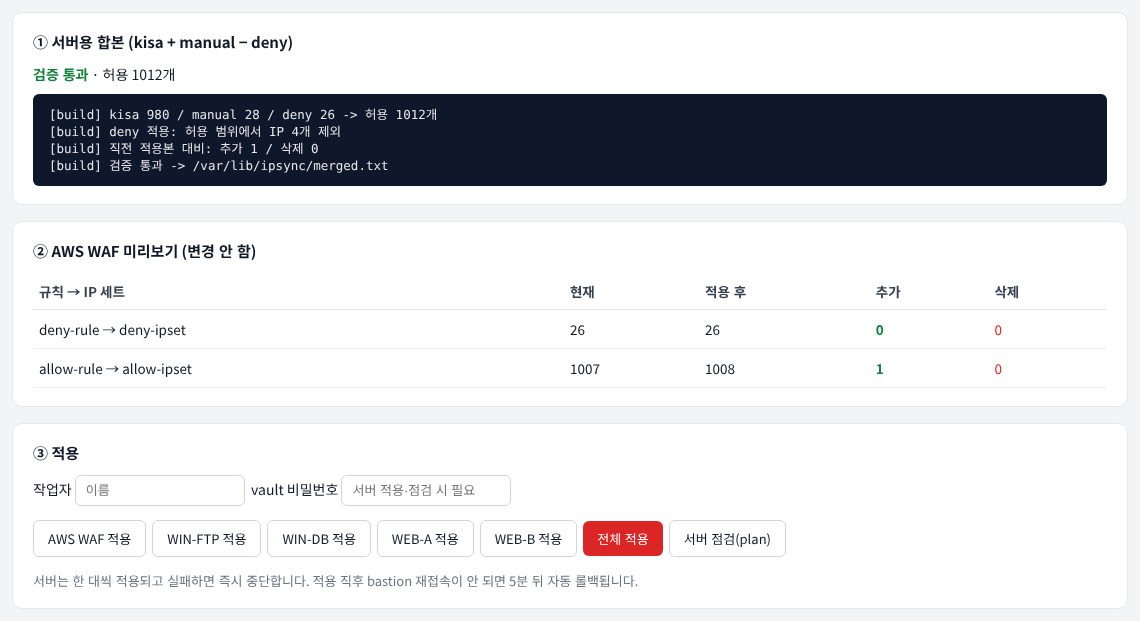 ① 서버용 합본 (kisa + manual − deny)
검증 통과 · 허용 1012개
[build] kisa 980 / manual 28 / deny 26 -> 허용 1012개
[build] deny 적용: 허용 범위에서 IP 4개 제외
[build] 직전 적용본 대비: 추가 1 / 삭제 0
[build] 검증 통과 -> /var/lib/ipsync/merged.txt
② AWS WAF 미리보기 (변경 안 함)
규칙 → IP 세트 현재 적용 후 추가 삭제
deny-rule → deny-ipset 26 26 0 0
allow-rule → allow-ipset 1007 1008 1 0
③ 적용
작업자 이름 vault 비밀번호 서버 적용·점검 시 필요
AWS WAF 적용 WIN-FTP 적용 WIN-DB 적용 WEB-A 적용 WEB-B 적용 전체 적용 서버 점검(plan)
서버는 한 대씩 적용되고 실패하면 즉시 중단합니다. 적용 직후 bastion 재접속이 안 되면 5분 뒤 자동 롤백됩니다.